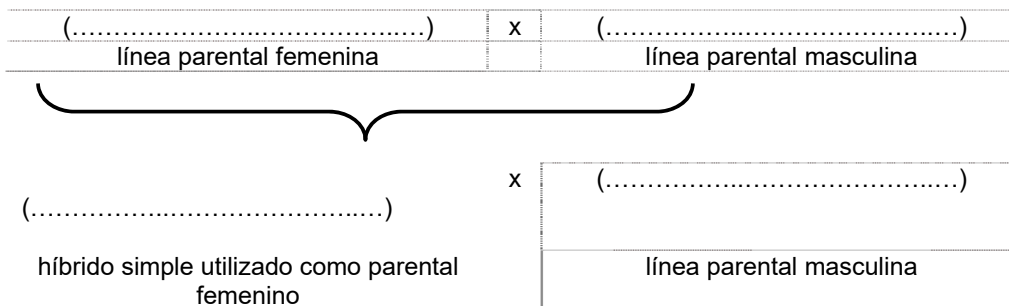 (……………..…………………..…) x (……………..…………………..…)
línea parental femenina línea parental masculina
x (……………..…………………..…)
(……………..…………………..…)
híbrido simple utilizado como parental
femenino
línea parental masculina